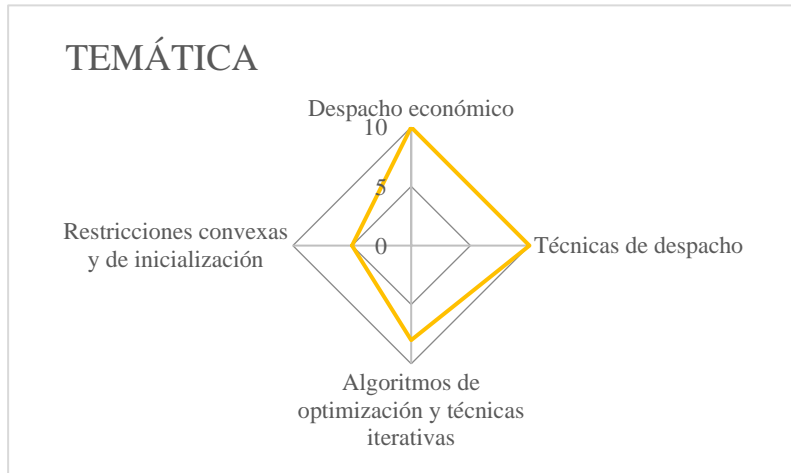 TEMÁTICA
Despacho económico
10
5
0
Restricciones convexas
y de inicialización
Técnicas de despacho
Algoritmos de
optimización y técnicas
iterativas